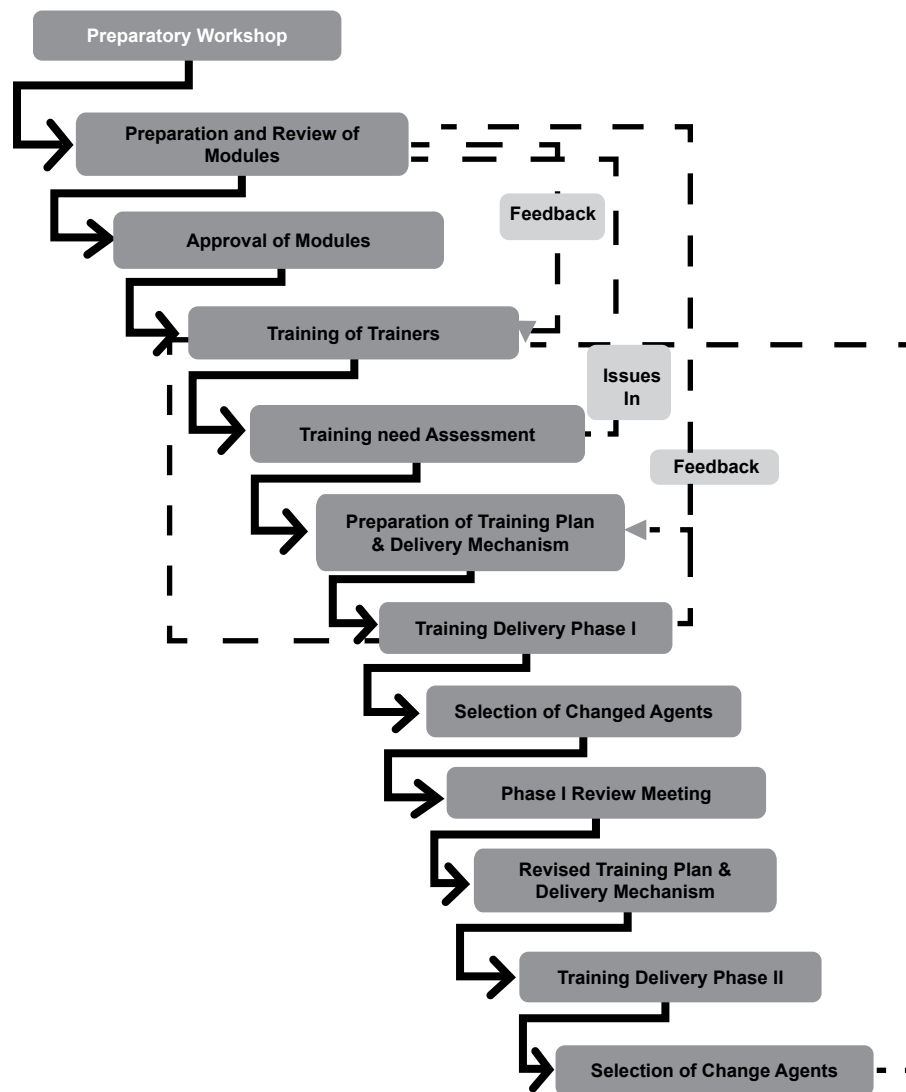 Preparatory Workshop
Preparation and Review of
Modules
Feedback
Approval of Modules
Training of Trainers
Issues
In
Training need Assessment
Feedback
Preparation of Training Plan
& Delivery Mechanism
Training Delivery Phase I
Selection of Changed Agents
Phase I Review Meeting
Revised Training Plan &
Delivery Mechanism
Training Delivery Phase II
Selection of Change Agents